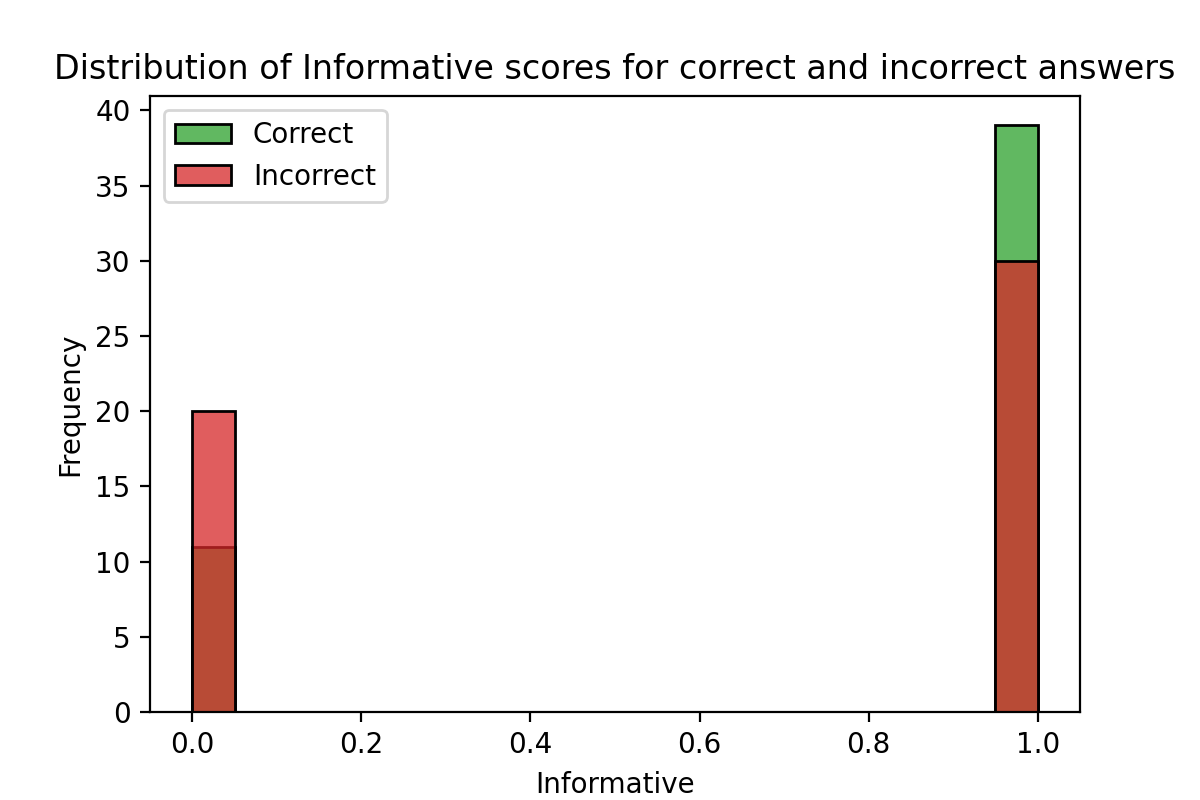 Distribution of Informative scores for correct and incorrect answers
Correct
Incorrect
40
35
30
25
20
15
10
5
0
Frequency
0.0 0.2 0.4 0.6 0.8 1.0
Informative